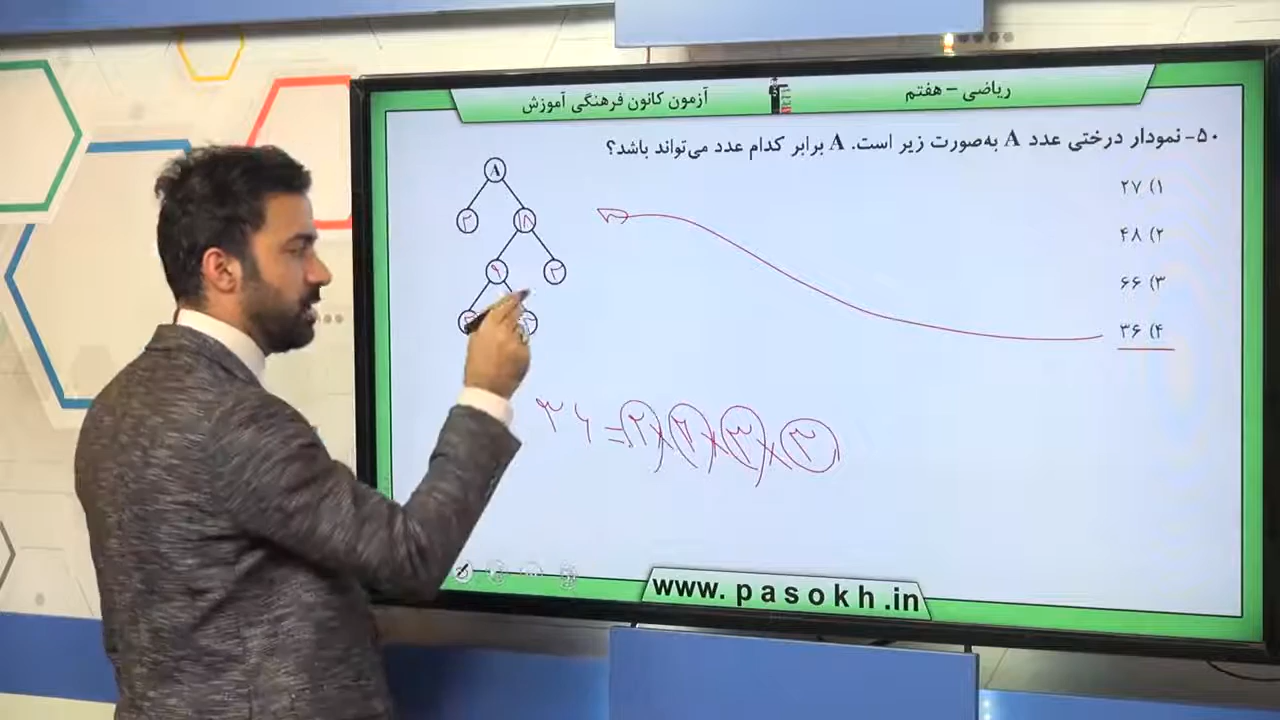 ریاضی - هفتم
آزمون کانون فرهنگی آموزش
۵۰- نمودار درختی عدد A به‌صورت زیر است. A برابر کدام عدد می‌تواند باشد؟
۱) ۲۷
۲) ۴۸
۳) ۶۶
۴) ۳۶
A
۲ ۱۸
۹ ۲
۳۶ = ۲ × ۲ × ۳ × ۳
www.pasokh.in